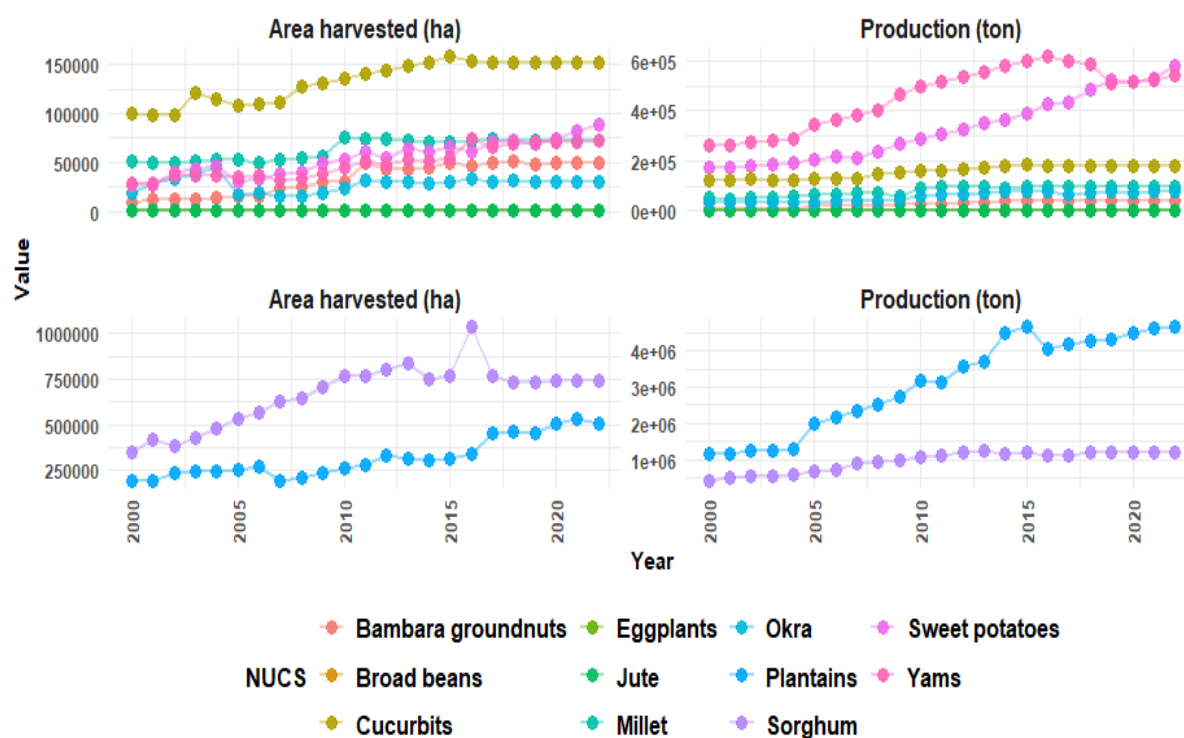 Area harvested (ha)
Production (ton)
150000
100000
50000
0
6e+05
4e+05
2e+05
0e+00
Value
Area harvested (ha)
Production (ton)
1000000
750000
500000
250000
4e+06
3e+06
2e+06
1e+06
2000
2005
2010
2015
2020
2000
2005
2010
2015
2020
Year
NUCS
Bambara groundnuts
Eggplants
Okra
Sweet potatoes
Broad beans
Jute
Plantains
Yams
Cucurbits
Millet
Sorghum